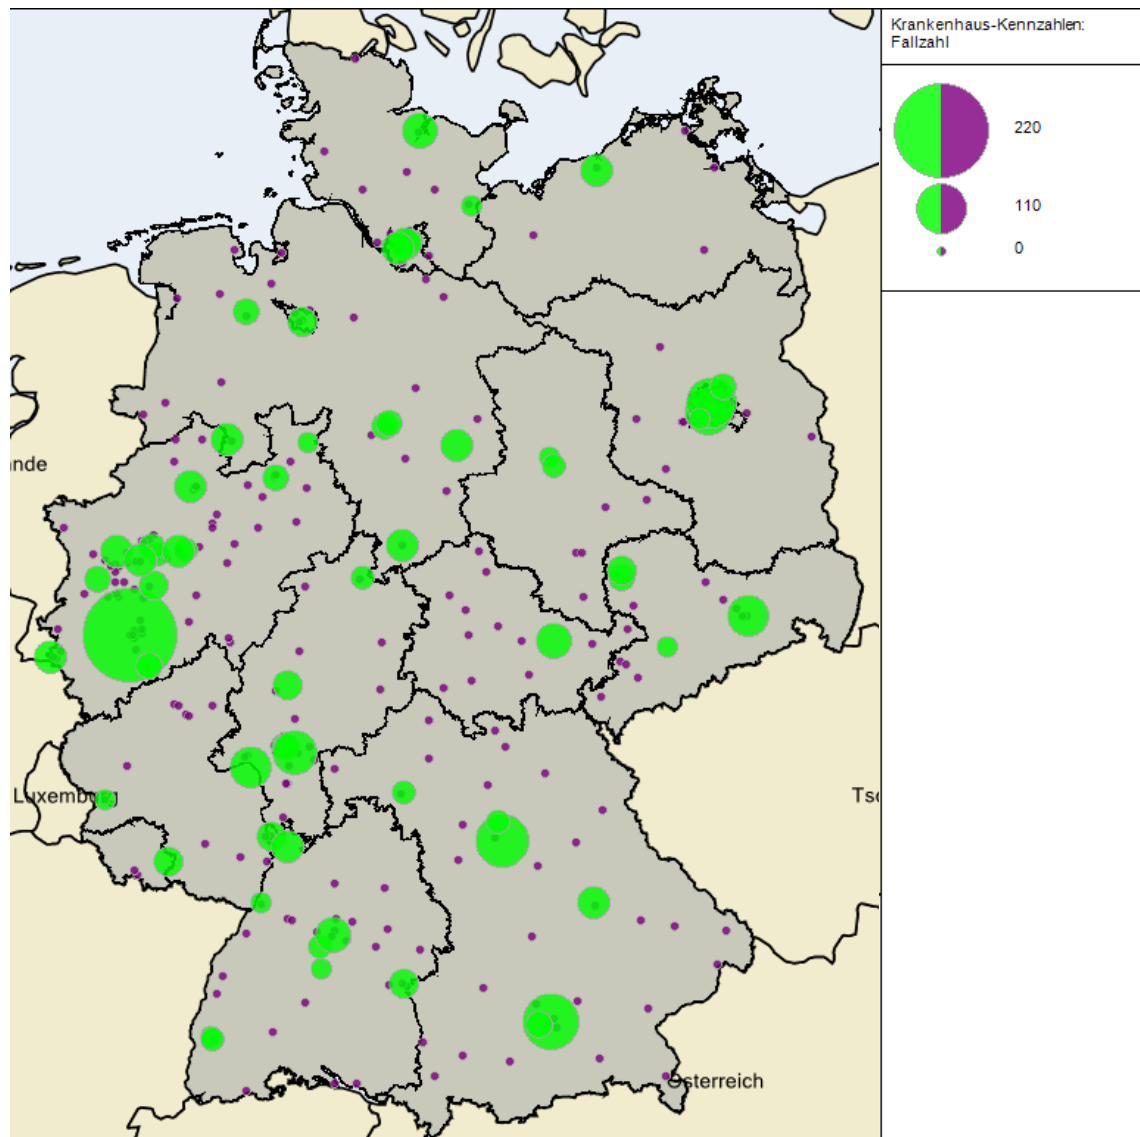 Krankenhaus-Kennzahlen:
Fallzahl
220
110
0
nde
Luxemburg
Tsc
Österreich